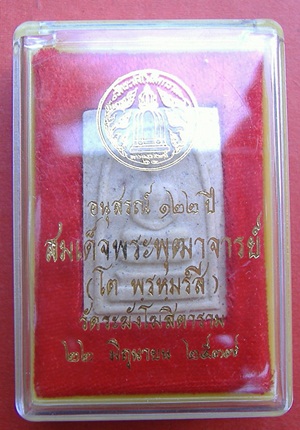 อนุสรณ์ ๑๒๒ ปี
สมเด็จพระพุฒาจารย์
(โต พรหฺมรํสี)
วัดระฆังโฆสิตาราม
๒๒ มิถุนายน ๒๕๓๗